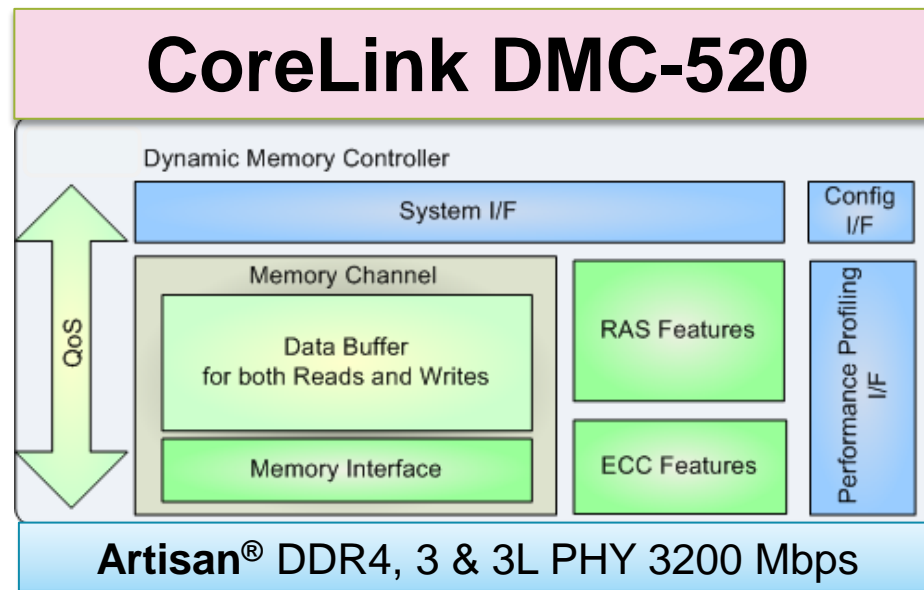 CoreLink DMC-520
Dynamic Memory Controller
System I/F
Config
I/F
QoS
Memory Channel
Data Buffer
for both Reads and Writes
Memory Interface
RAS Features
ECC Features
Performance Profiling
I/F
Artisan® DDR4, 3 & 3L PHY 3200 Mbps